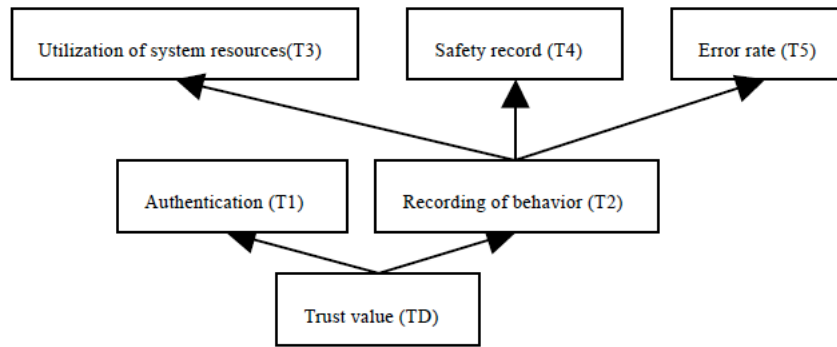 Utilization of system resources(T3)
Safety record (T4)
Error rate (T5)
Authentication (T1)
Recording of behavior (T2)
Trust value (TD)